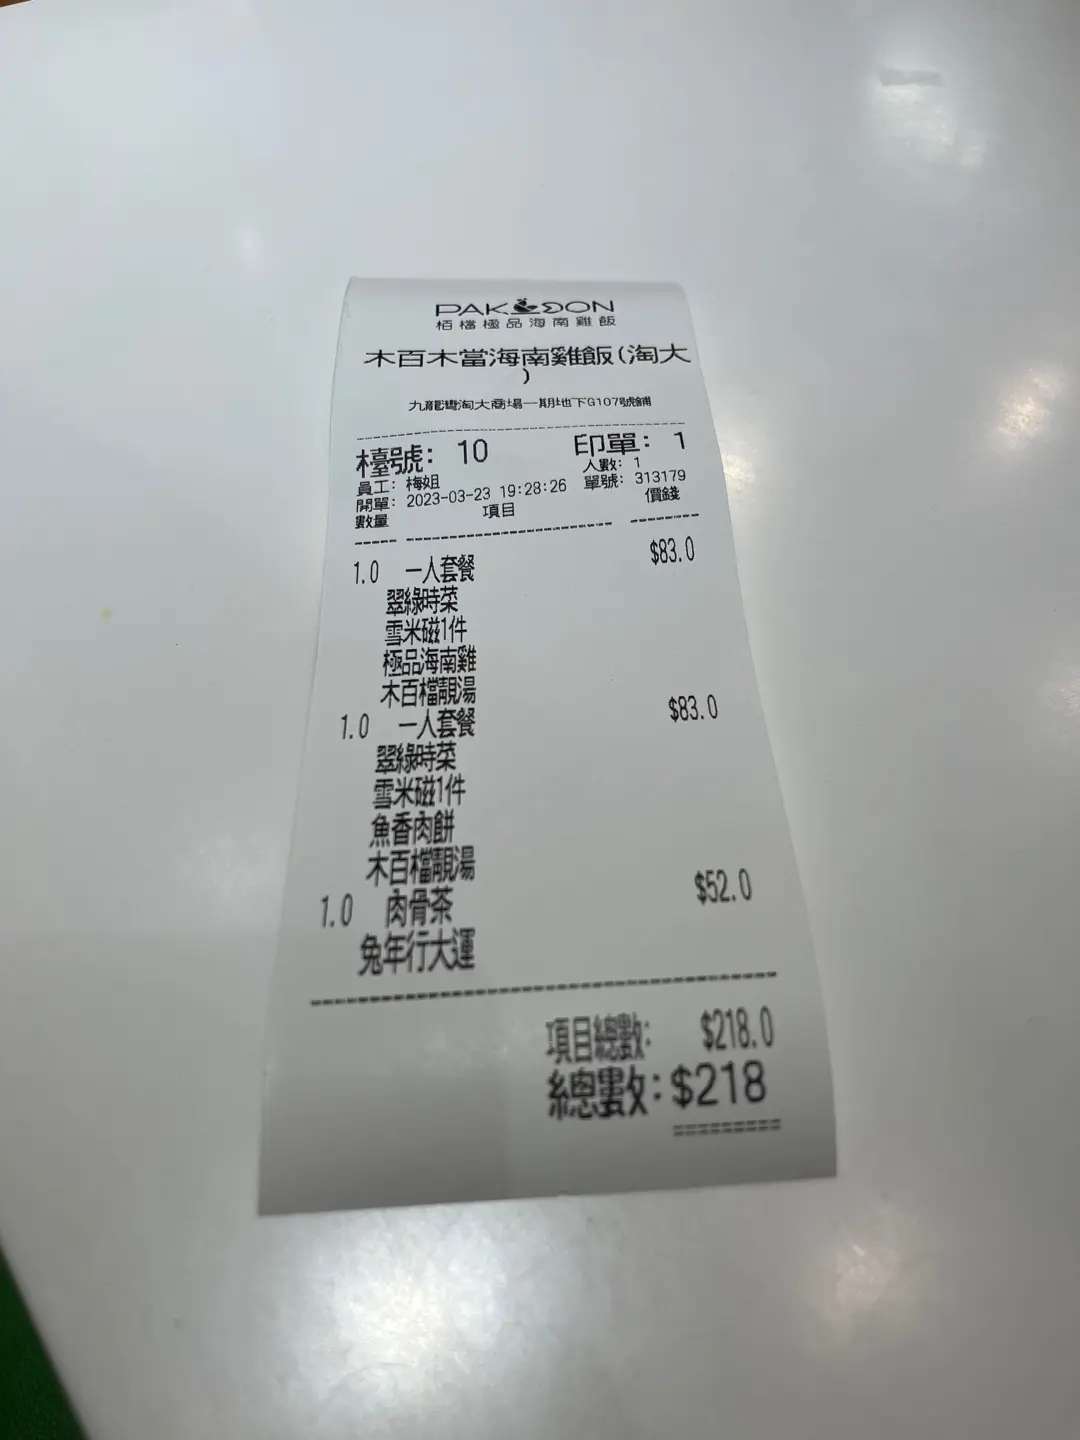 PAK DON
栢檔極品海南雞飯
木百木當海南雞飯(淘大
)
九龍灣淘大商場一期地下G107號舖
檯號: 10 印單: 1
員工: 梅姐 人數: 1
開單: 2023-03-23 19:28:26 單號: 313179
數量 項目 價錢
1.0 一人套餐 $83.0
翠綠時菜
雪米磁1件
極品海南雞
木百檔靚湯
1.0 一人套餐 $83.0
翠綠時菜
雪米磁1件
魚香肉餅
木百檔靚湯
1.0 肉骨茶 $52.0
兔年行大運
項目總數: $218.0
總數: $218